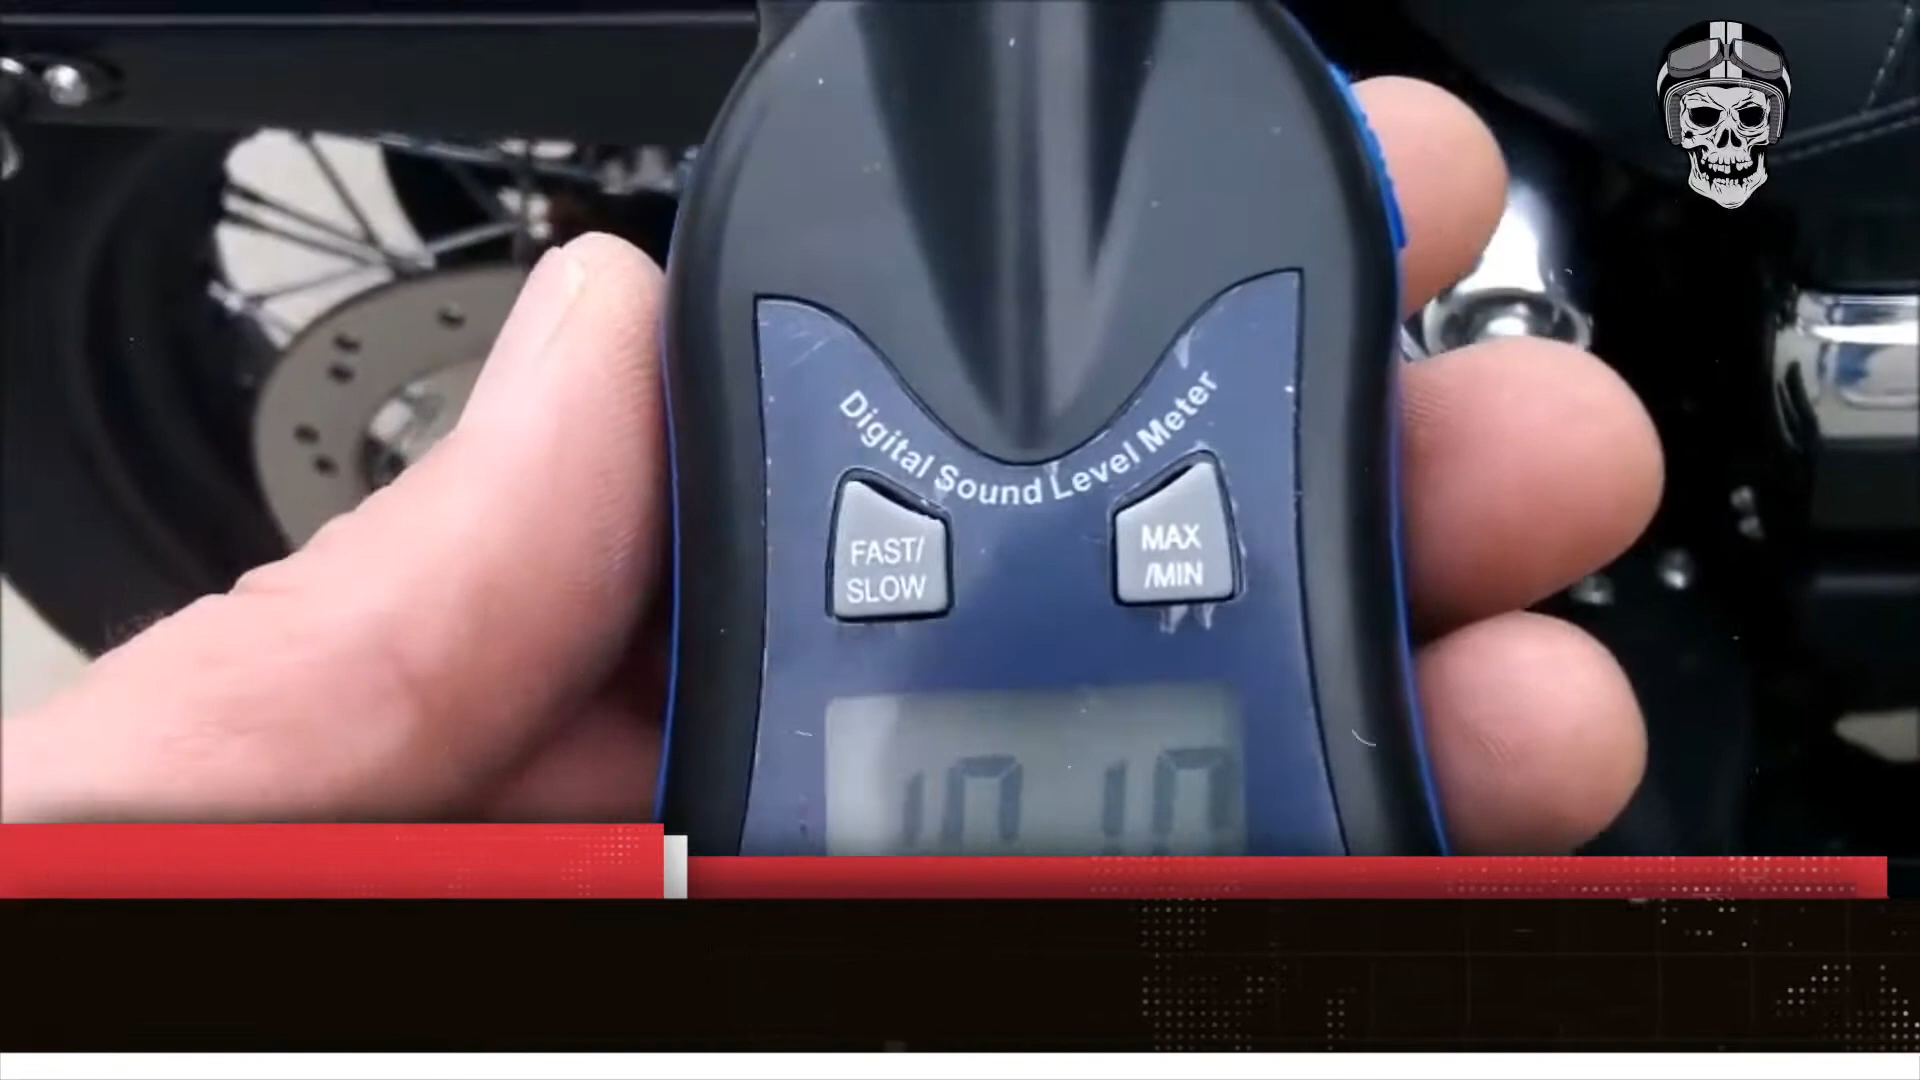 Digital Sound Level Meter
FAST/
SLOW
MAX
/MIN